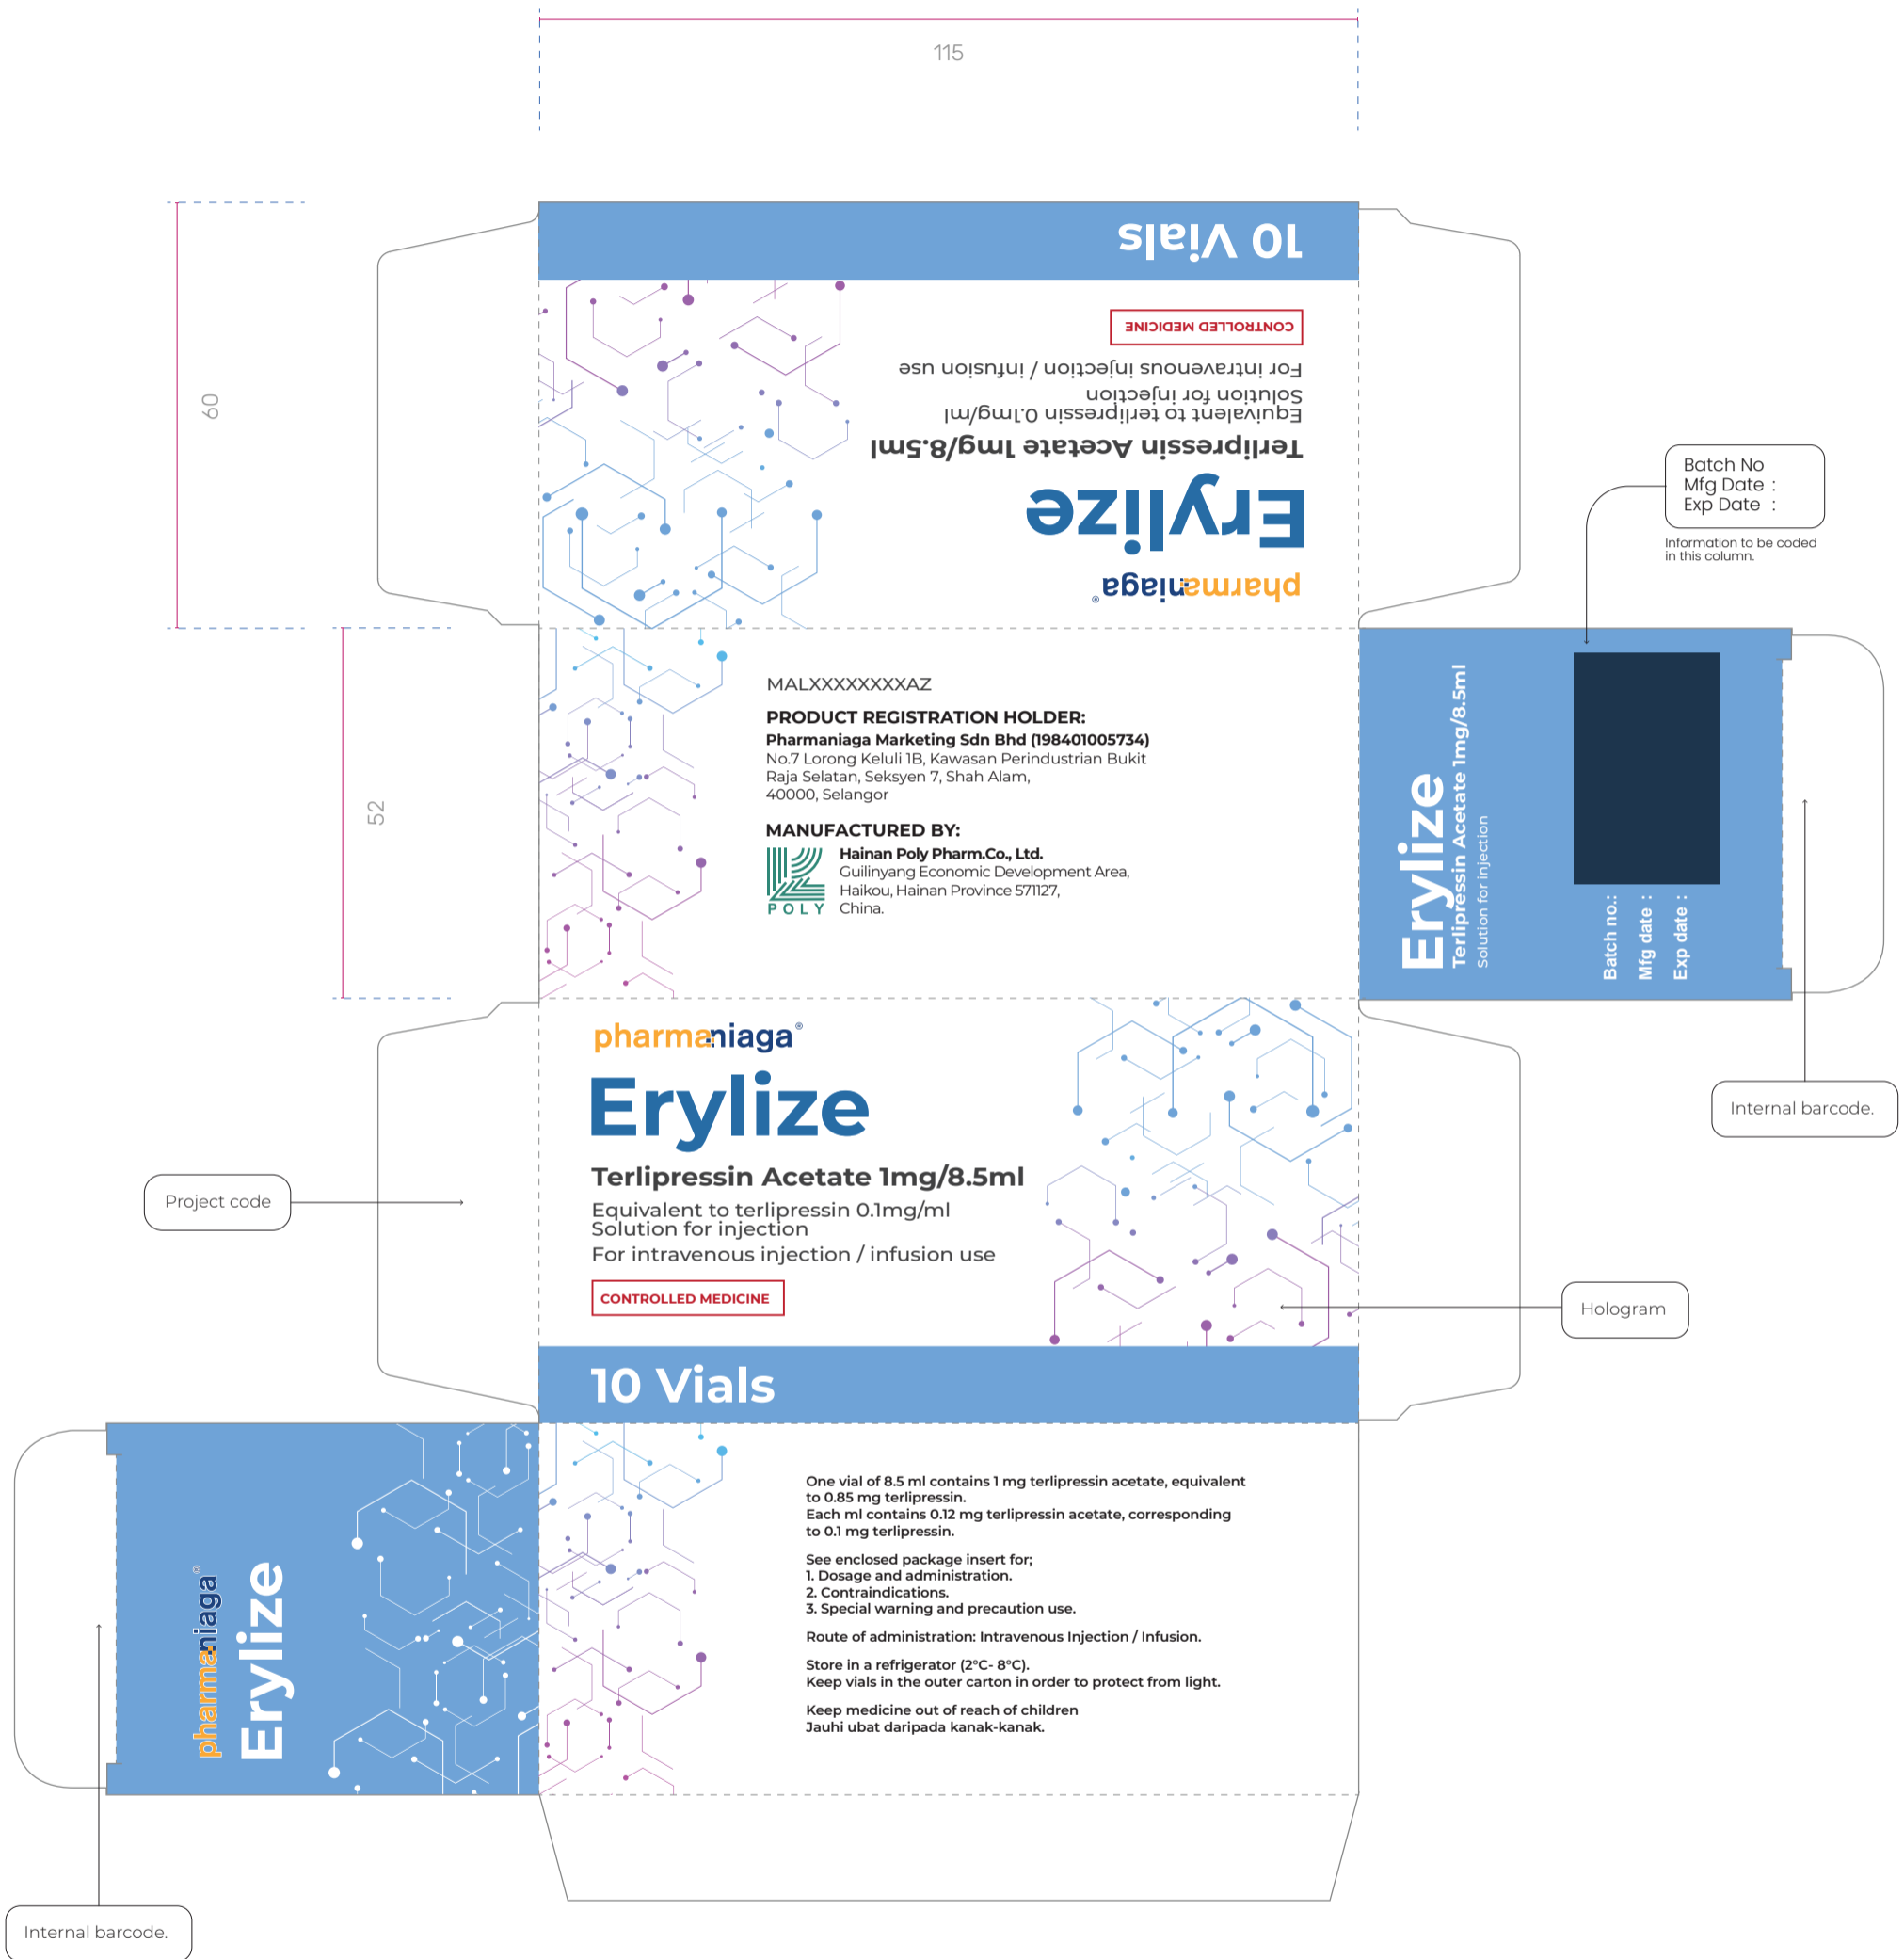 115
10 Vials
CONTROLLED MEDICINE
For intravenous injection / infusion use
Solution for injection
Equivalent to terlipressin 0.1mg/ml
Terlipressin Acetate 1mg/8.5ml
Erylize
pharmaniaga®
60
Batch No
Mfg Date :
Exp Date :
Information to be coded
in this column.
52
MALXXXXXXXXAZ
PRODUCT REGISTRATION HOLDER:
Pharmaniaga Marketing Sdn Bhd (198401005734)
No.7 Lorong Keluli 1B, Kawasan Perindustrian Bukit
Raja Selatan, Seksyen 7, Shah Alam,
40000, Selangor
MANUFACTURED BY:
POLY
Hainan Poly Pharm.Co., Ltd.
Guilinyang Economic Development Area,
Haikou, Hainan Province 571127,
China.
Erylize
Terlipressin Acetate 1mg/8.5ml
Solution for injection
Batch no.:
Mfg date :
Exp date :
Internal barcode.
pharmaniaga®
Erylize
Terlipressin Acetate 1mg/8.5ml
Equivalent to terlipressin 0.1mg/ml
Solution for injection
For intravenous injection / infusion use
CONTROLLED MEDICINE
Project code
Hologram
10 Vials
pharmaniaga®
Erylize
One vial of 8.5 ml contains 1 mg terlipressin acetate, equivalent
to 0.85 mg terlipressin.
Each ml contains 0.12 mg terlipressin acetate, corresponding
to 0.1 mg terlipressin.
See enclosed package insert for;
1. Dosage and administration.
2. Contraindications.
3. Special warning and precaution use.
Route of administration: Intravenous Injection / Infusion.
Store in a refrigerator (2°C- 8°C).
Keep vials in the outer carton in order to protect from light.
Keep medicine out of reach of children
Jauhi ubat daripada kanak-kanak.
Internal barcode.